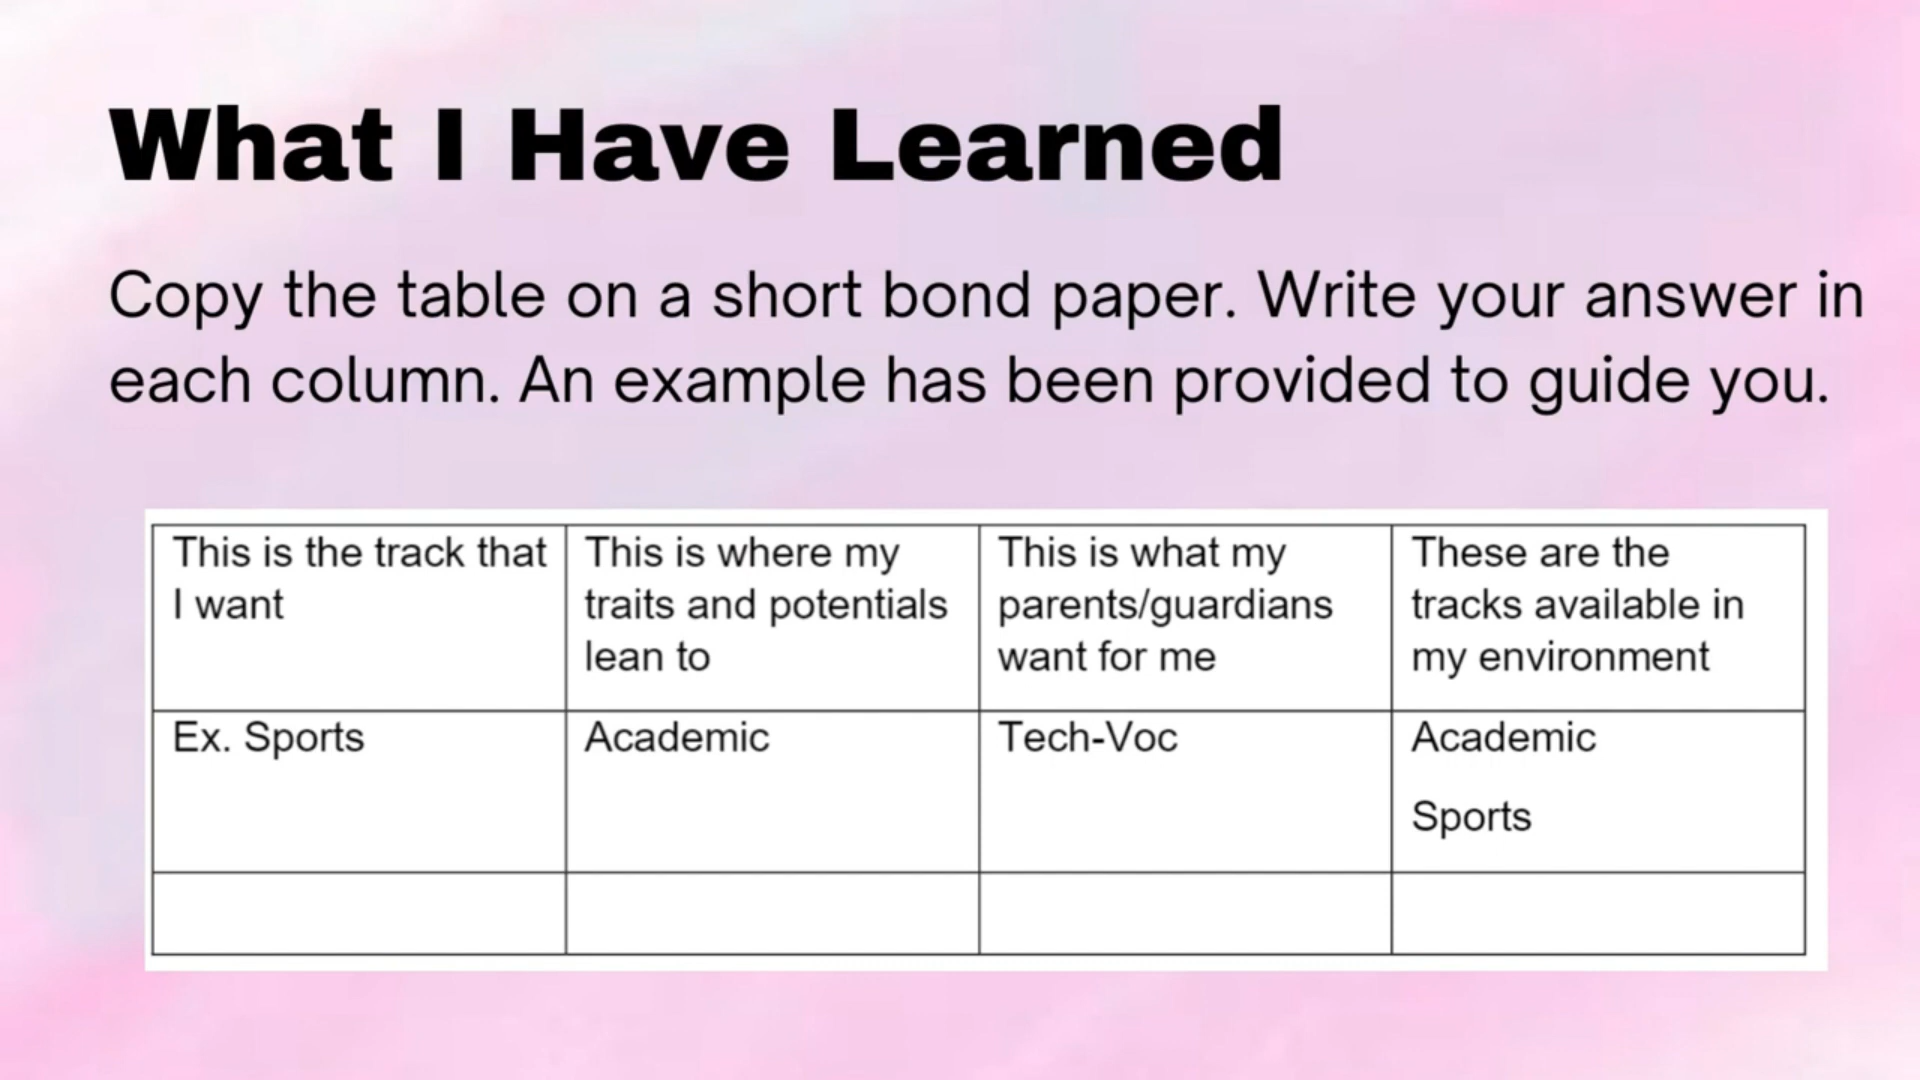 What I Have Learned
Copy the table on a short bond paper. Write your answer in
each column. An example has been provided to guide you.
This is the track that
I want
This is where my
traits and potentials
lean to
This is what my
parents/guardians
want for me
These are the
tracks available in
my environment
Ex. Sports
Academic
Tech-Voc
Academic
Sports